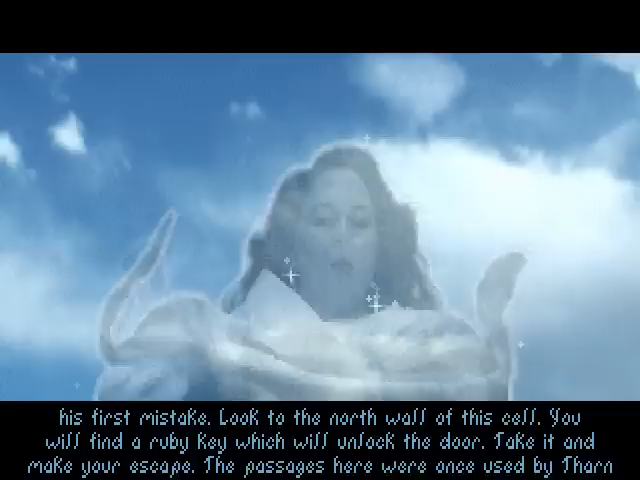 his first mistake. Look to the north wall of this cell. You
will find a ruby key which will unlock the door. Take it and
make your escape. The passages here were once used by Tharn